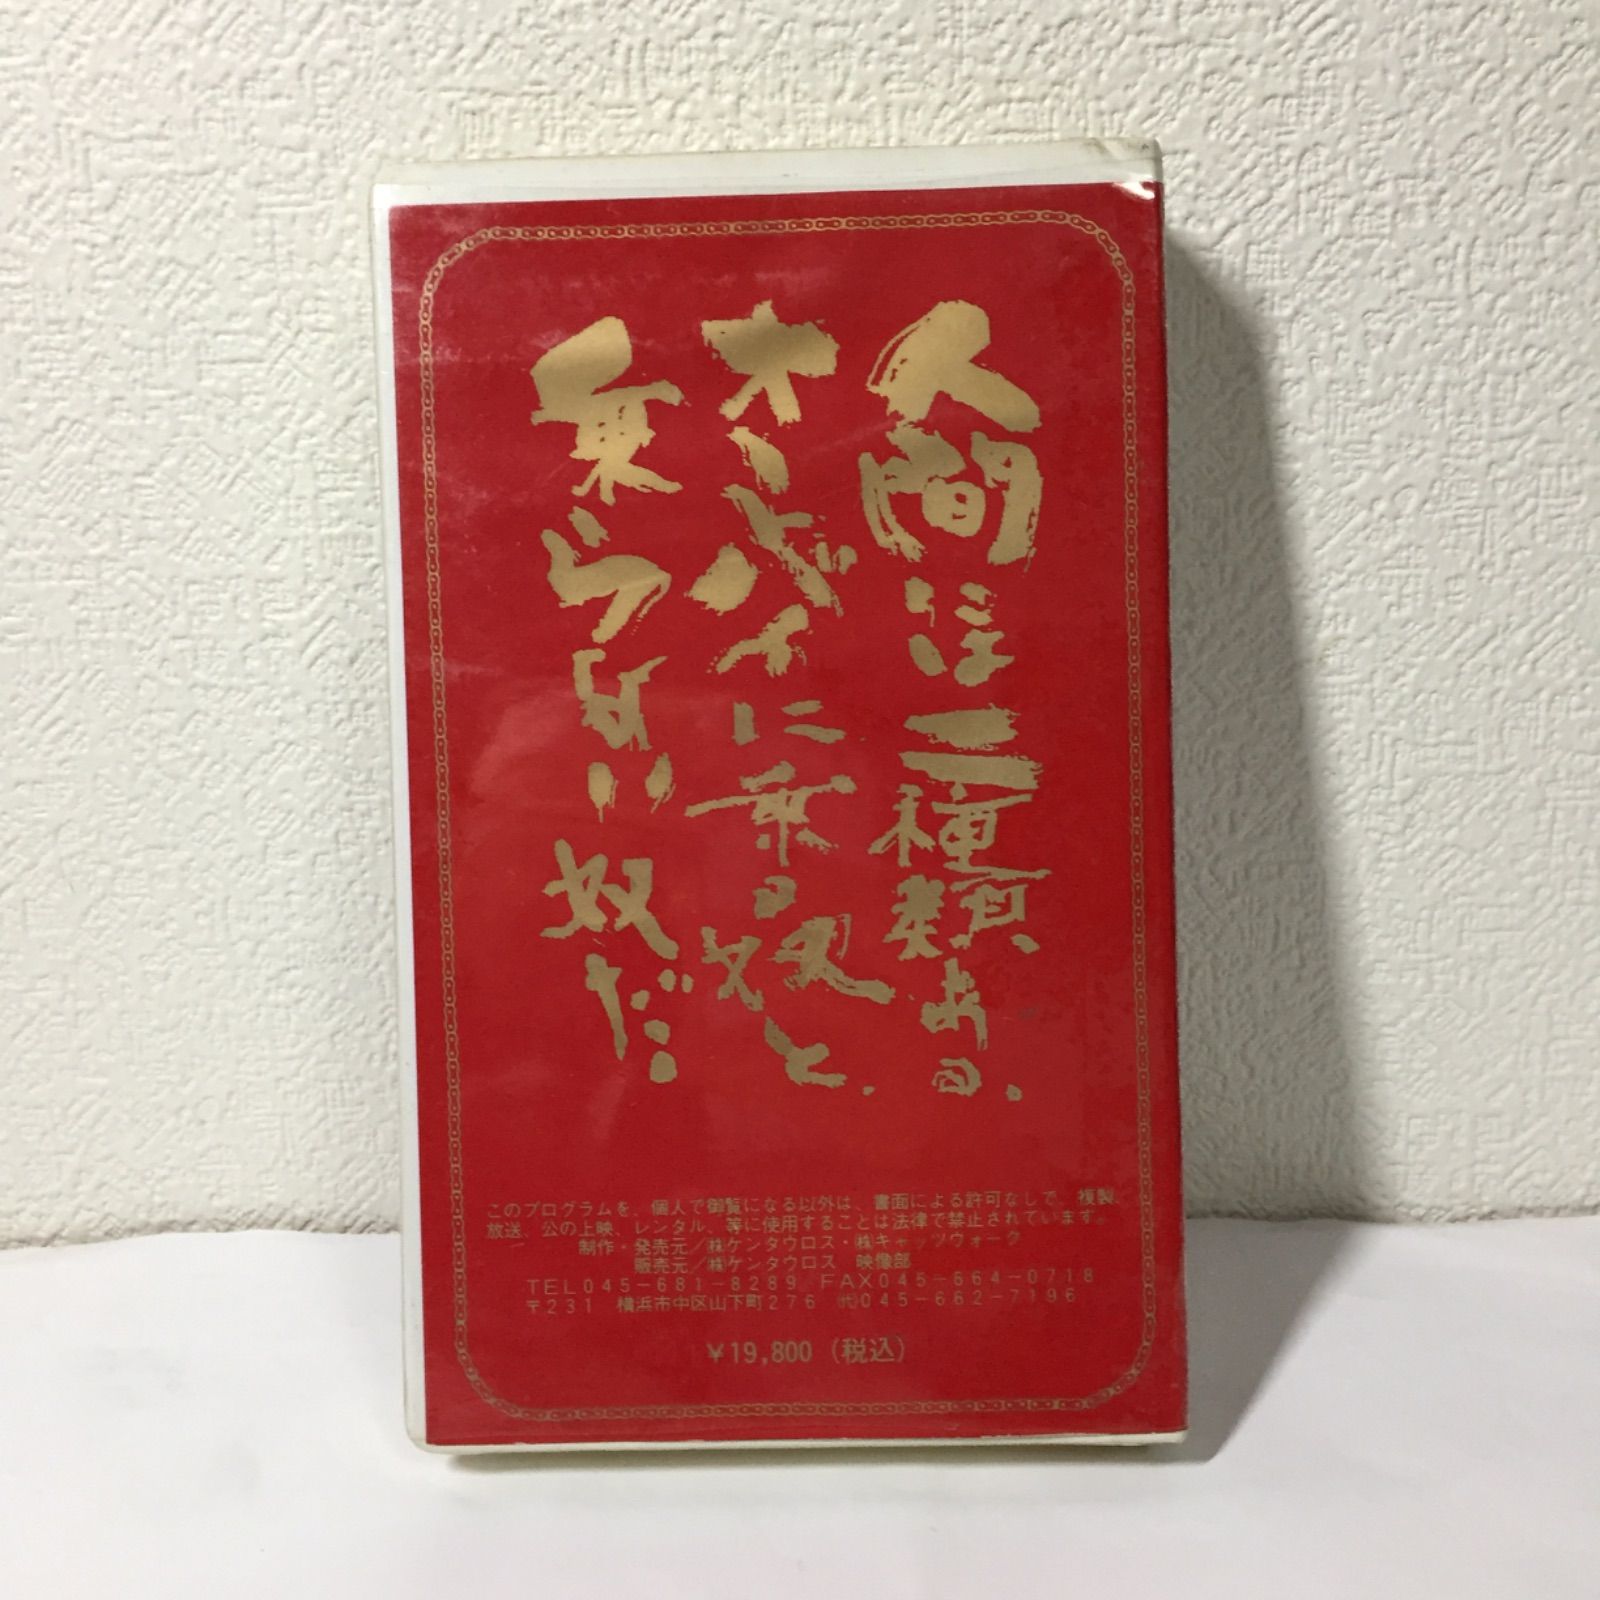 人間は二種類ある.
オートバイに乗る奴と.
乗らない奴だ.
このプログラムを、個人で御覧になる以外は、書面による許可なしで、複製、
放送、公の上映、レンタル、等に使用することは法律で禁止されています。
制作・発売元/㈱ケンタウロス・㈱キャッツウォーク
販売元/㈱ケンタウロス 映像部
TEL045-681-8289 FAX045-664-0718
〒231 横浜市中区山下町276 ㈹045-662-7196
¥19,800(税込)